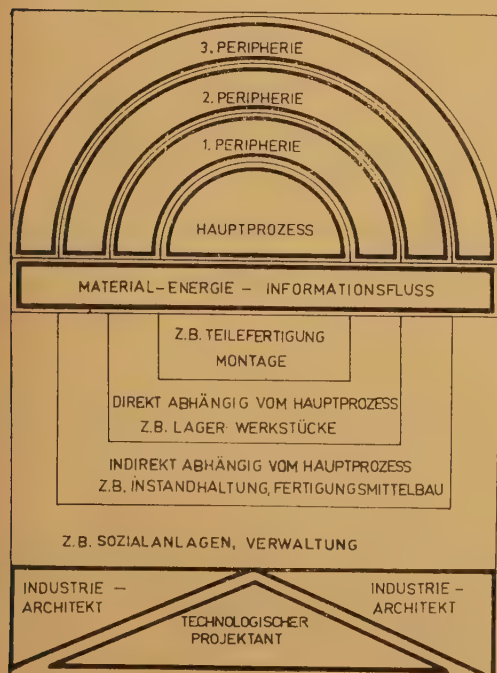 3. PERIPHERIE
2. PERIPHERIE
1. PERIPHERIE
HAUPTPROZESS
MATERIAL-ENERGIE - INFORMATIONSFLUSS
Z.B. TEILEFERTIGUNG
MONTAGE
DIREKT ABHÄNGIG VOM HAUPTPROZESS
Z.B. LAGER WERKSTÜCKE
INDIREKT ABHÄNGIG VOM HAUPTPROZESS
Z.B. INSTANDHALTUNG, FERTIGUNGSMITTELBAU
Z.B. SOZIALANLAGEN, VERWALTUNG
INDUSTRIE-
ARCHITEKT
TECHNOLOGISCHER
PROJEKTANT
INDUSTRIE-
ARCHITEKT